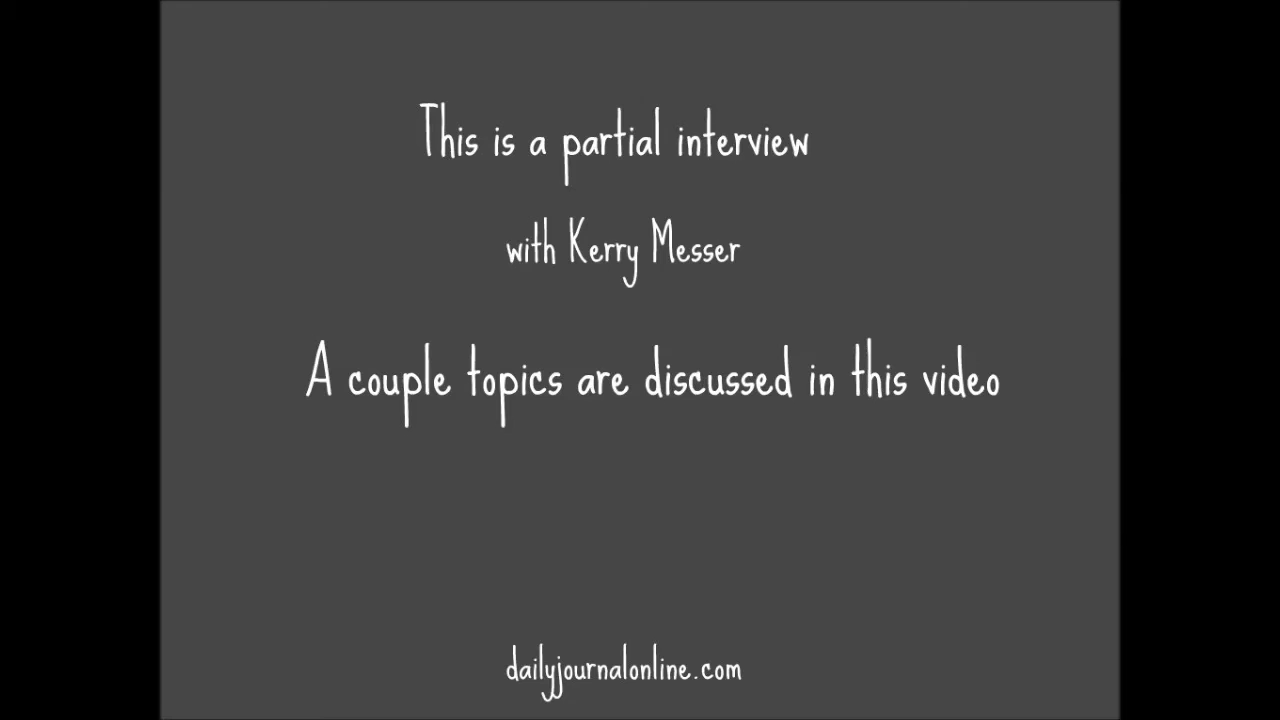 This is a partial interview
with Kerry Messer
A couple topics are discussed in this video
dailyjournalonline.com